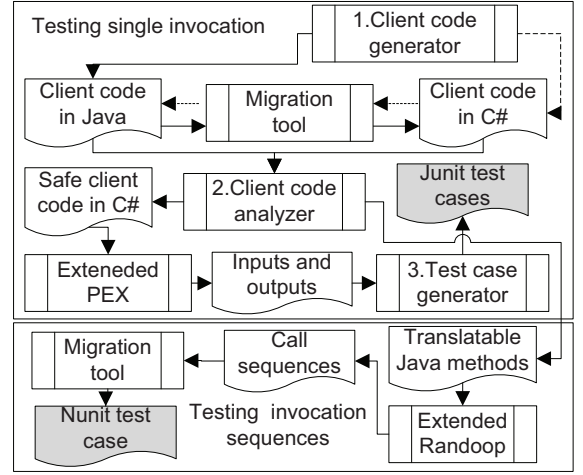 Testing single invocation
1.Client code
generator
Client code
in Java
Migration
tool
Client code
in C#
Safe client
code in C#
2.Client code
analyzer
Junit test
cases
Exteneded
PEX
Inputs and
outputs
3.Test case
generator
Migration
tool
Call
sequences
Translatable
Java methods
Nunit test
case
Testing invocation
sequences
Extended
Randoop